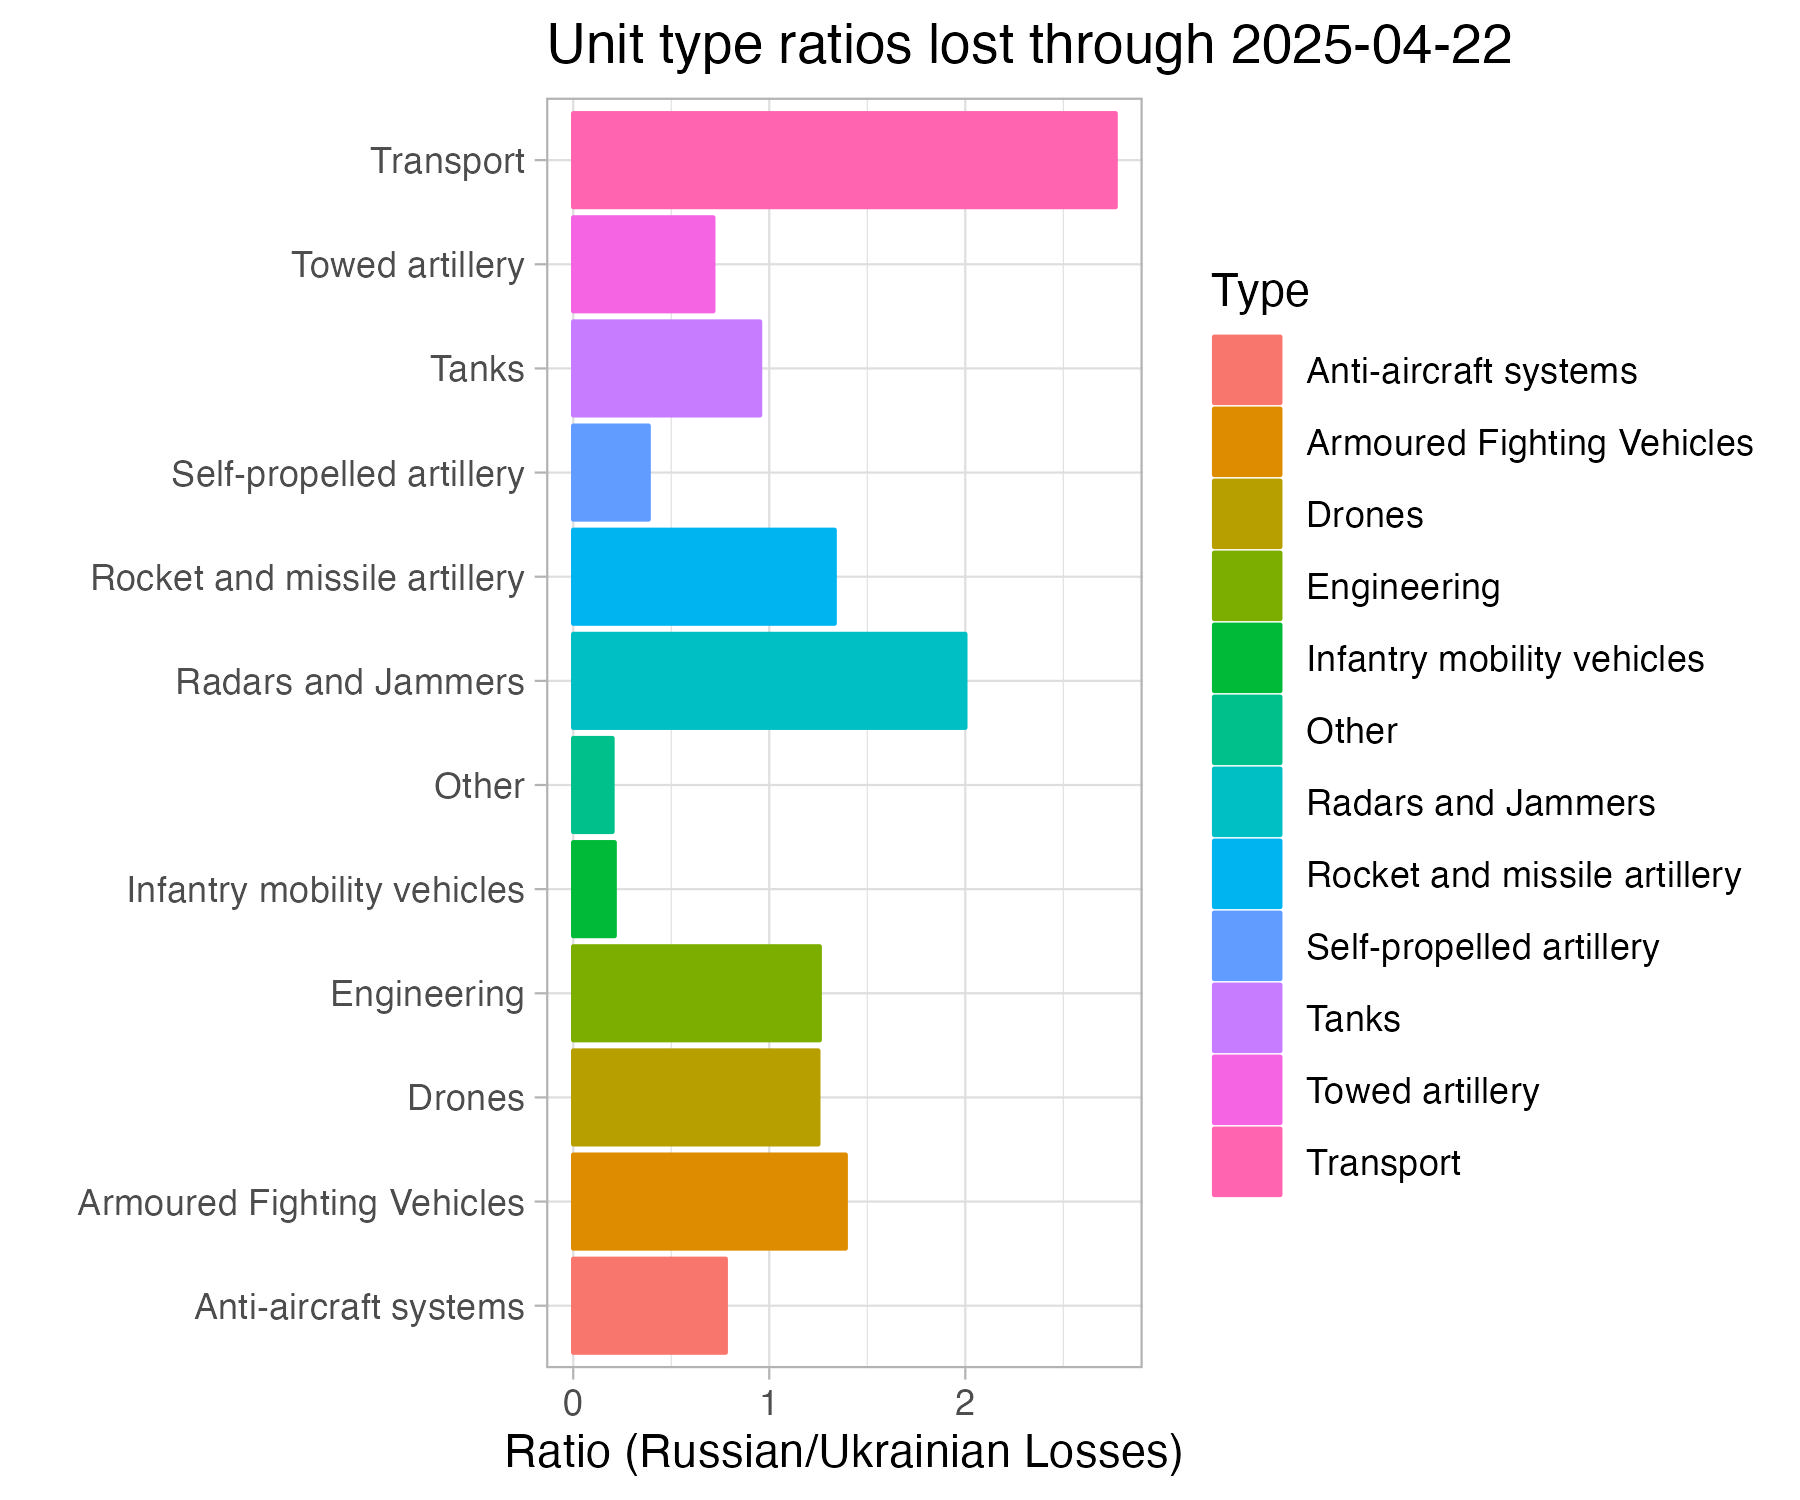 Unit type ratios lost through 2025-04-22
Transport
Towed artillery
Tanks
Self-propelled artillery
Rocket and missile artillery
Radars and Jammers
Other
Infantry mobility vehicles
Engineering
Drones
Armoured Fighting Vehicles
Anti-aircraft systems
0 1 2
Ratio (Russian/Ukrainian Losses)
Type
Anti-aircraft systems
Armoured Fighting Vehicles
Drones
Engineering
Infantry mobility vehicles
Other
Radars and Jammers
Rocket and missile artillery
Self-propelled artillery
Tanks
Towed artillery
Transport